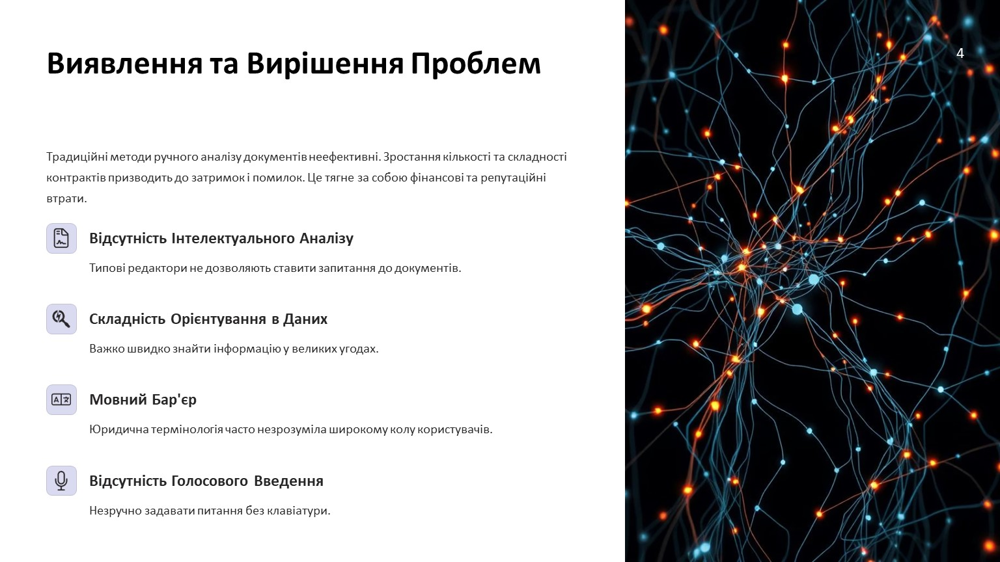 Виявлення та Вирішення Проблем
4
Традиційні методи ручного аналізу документів неефективні. Зростання кількості та складності
контрактів призводить до затримок і помилок. Це тягне за собою фінансові та репутаційні
втрати.
Відсутність Інтелектуального Аналізу
Типові редактори не дозволяють ставити запитання до документів.
Складність Орієнтування в Даних
Важко швидко знайти інформацію у великих угодах.
Мовний Бар'єр
Юридична термінологія часто незрозуміла широкому колу користувачів.
Відсутність Голосового Введення
Незручно задавати питання без клавіатури.